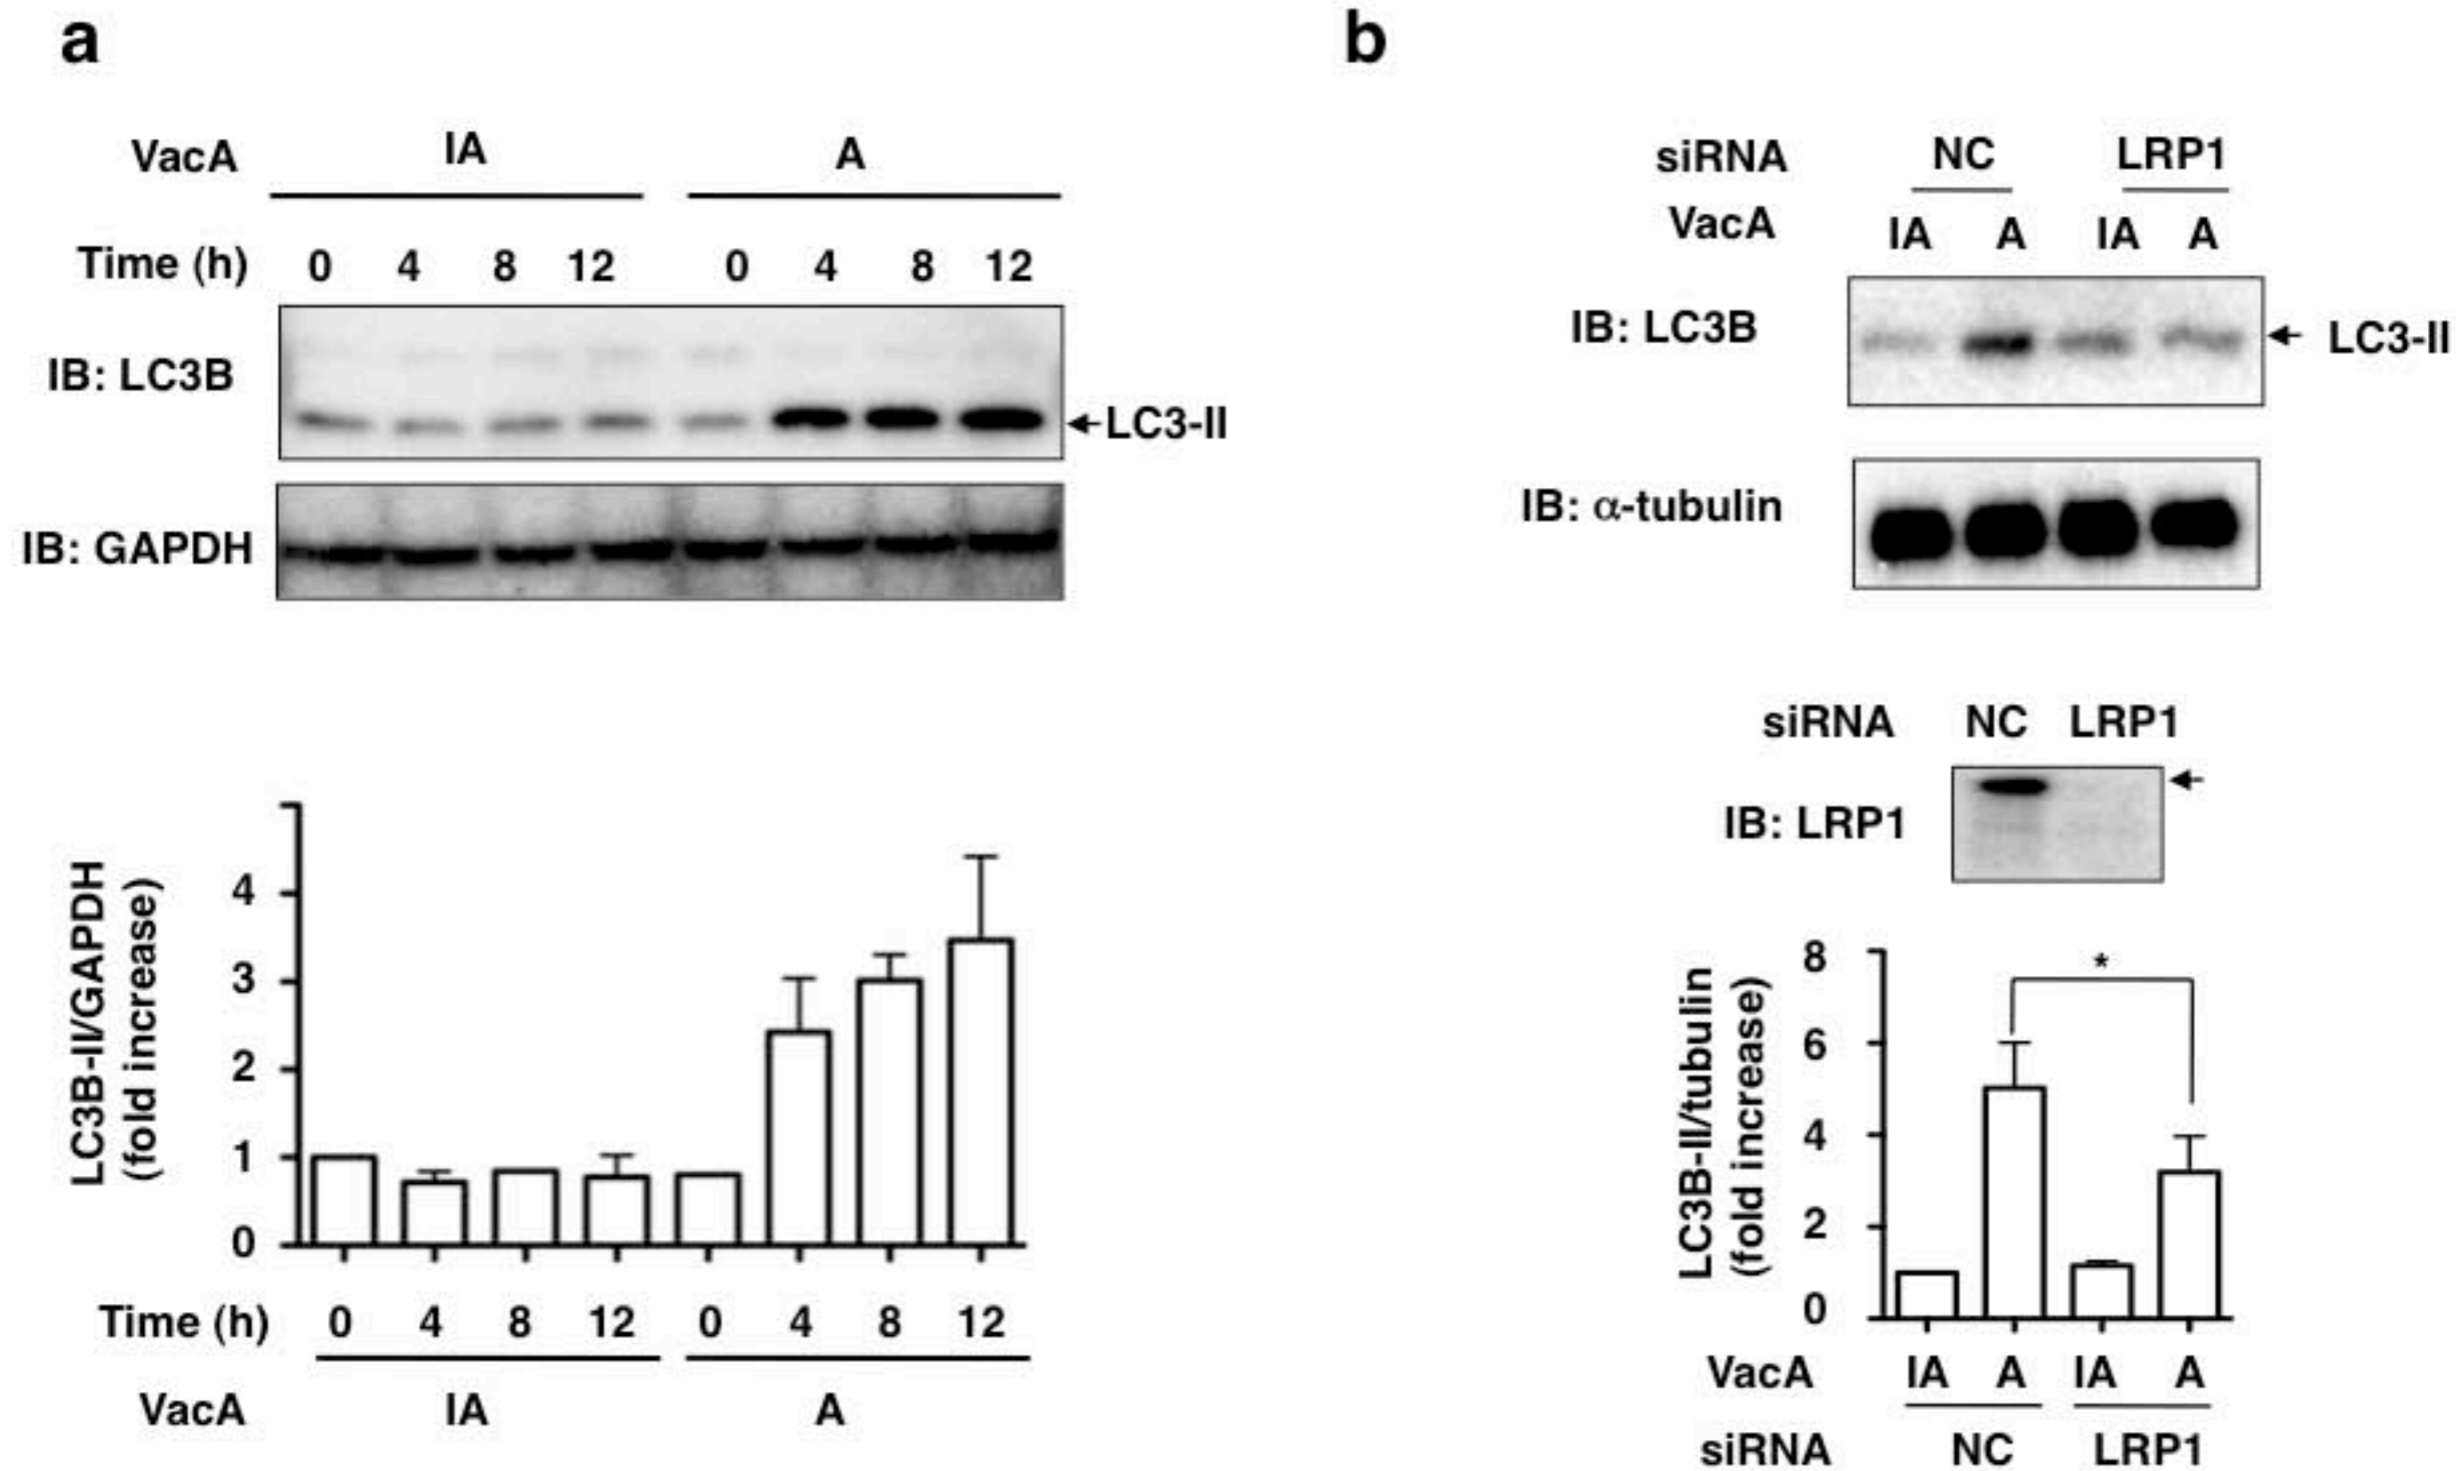 a
VacA IA A
Time (h) 0 4 8 12 0 4 8 12
IB: LC3B
LC3-II
IB: GAPDH
LC3B-II/GAPDH
(fold increase)
4
3
2
1
0
Time (h) 0 4 8 12 0 4 8 12
VacA IA A
b
siRNA NC LRP1
VacA IA A IA A
IB: LC3B
LC3-II
IB: α-tubulin
siRNA NC LRP1
IB: LRP1
LC3B-II/tubulin
(fold increase)
8
6
4
2
0
*
VacA IA A IA A
siRNA NC LRP1